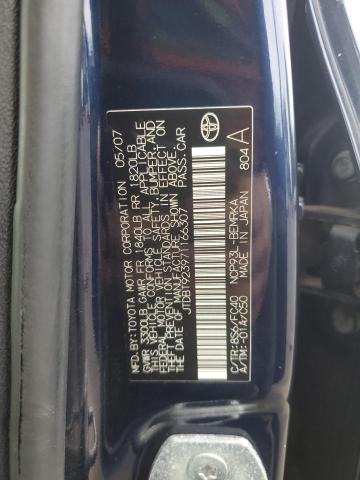 MFD.BY:TOYOTA MOTOR CORPORATION 05/07
GVWR 3300LB GAWR FR 1840LB RR 1820LB
THIS VEHICLE CONFORMS TO ALL APPLICABLE
FEDERAL MOTOR VEHICLE SAFETY, BUMPER, AND
THEFT PREVENTION STANDARDS IN EFFECT ON
THE DATE OF MANUFACTURE SHOWN ABOVE.
JTDBT923971166307 PASS.CAR
C/TR:8S6/FC40 NCP93L-BEMRKA
A/TM:-01A/C50 MADE IN JAPAN
804 A